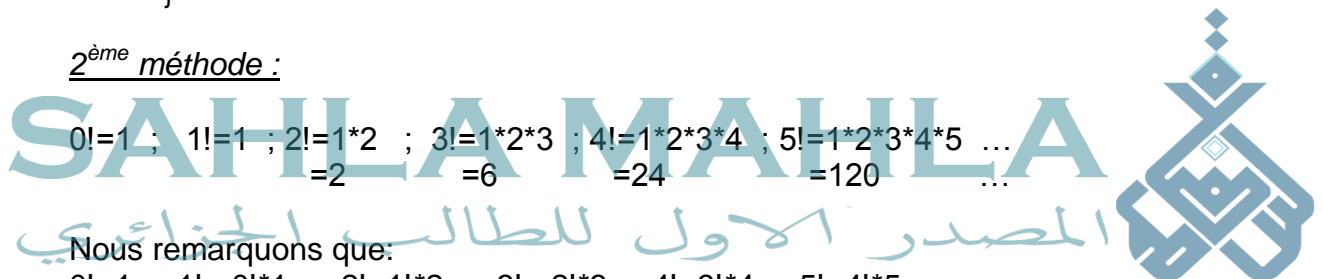 2ème méthode :
SAHLA MAHLA
0!=1 ; 1!=1 ; 2!=1*2 ; 3!=1*2*3 ; 4!=1*2*3*4 ; 5!=1*2*3*4*5 …
=2 =6 =24 =120 …
المصدر الاول للطالب الجزائري
Nous remarquons que: